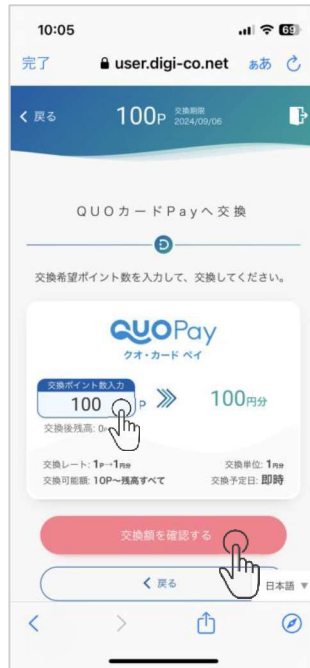 10:05
69
完了
user.digi-co.net
ああ
戻る
100P
交換期限
2024/09/06
QUOカードPayへ交換
D
交換希望ポイント数を入力して、交換してください。
QUO Pay
クオ・カード ペイ
交換ポイント数入力
100 P
100円分
交換後残高: 0P
交換レート: 1P→1円分
交換単位: 1円分
交換可能額: 10P〜残高すべて
交換予定日: 即時
交換額を確認する
戻る
日本語 ▼